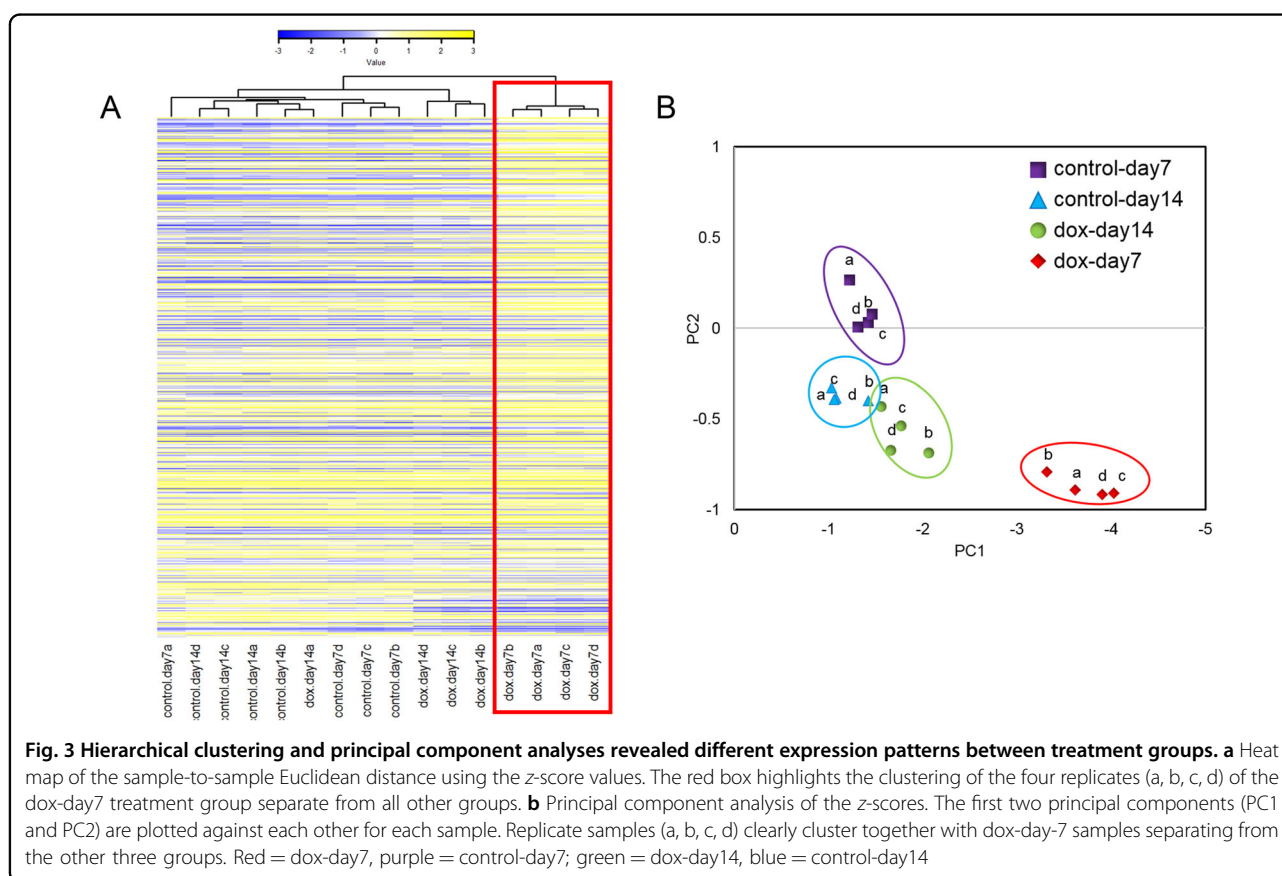 -3 -2 -1 0 1 2 3
Value
A
control.day7a
:ontrol.day14d
:ontrol.day14c
:ontrol.day14a
:ontrol.day14b
dox.day14a
control.day7d
control.day7c
control.day7b
dox.day14d
dox.day14c
dox.day14b
dox.day7b
dox.day7a
dox.day7c
dox.day7d
B
1
0.5
0
-0.5
-1
PC2
control-day7
control-day14
dox-day14
dox-day7
a
d b
c
c
a d b a
c
d b
b
a d c
0 -1 -2 -3 -4 -5
PC1
Fig. 3 Hierarchical clustering and principal component analyses revealed different expression patterns between treatment groups. a Heat
map of the sample-to-sample Euclidean distance using the z-score values. The red box highlights the clustering of the four replicates (a, b, c, d) of the
dox-day7 treatment group separate from all other groups. b Principal component analysis of the z-scores. The first two principal components (PC1
and PC2) are plotted against each other for each sample. Replicate samples (a, b, c, d) clearly cluster together with dox-day-7 samples separating from
the other three groups. Red = dox-day7, purple = control-day7; green = dox-day14, blue = control-day14